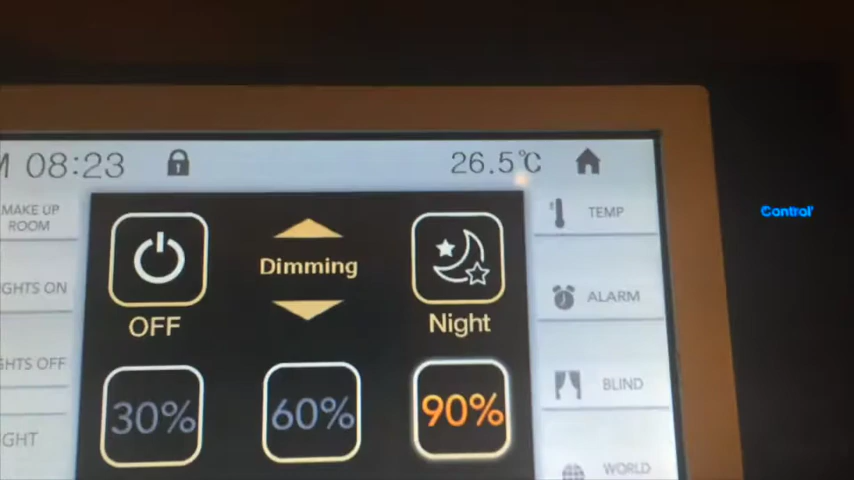 M 08:23 26.5°C
MAKE UP
ROOM
GHTS ON
GHTS OFF
GHT
OFF
Dimming
Night
30% 60% 90%
TEMP
ALARM
BLIND
WORLD
Control'